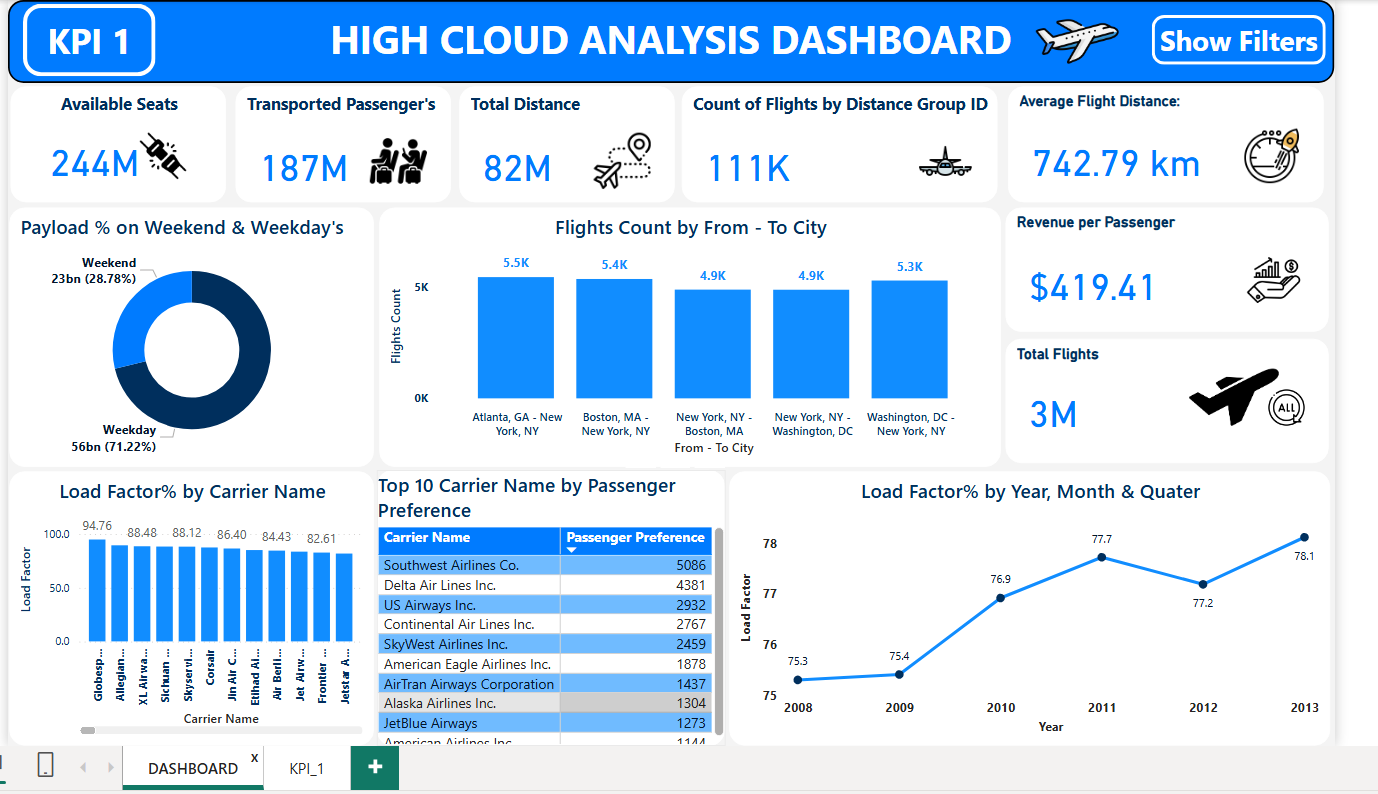 KPI 1
HIGH CLOUD ANALYSIS DASHBOARD
Show Filters
Available Seats
244M
Transported Passenger's
187M
Total Distance
82M
Count of Flights by Distance Group ID
111K
Average Flight Distance:
742.79 km
Payload % on Weekend & Weekday's
Weekend
23bn (28.78%)
Weekday
56bn (71.22%)
Flights Count by From - To City
Flights Count
5K
0K
5.5K
5.4K
4.9K
4.9K
5.3K
Atlanta, GA - New
York, NY
Boston, MA -
New York, NY
New York, NY -
Boston, MA
New York, NY -
Washington, DC
Washington, DC -
New York, NY
From - To City
Revenue per Passenger
$419.41
Total Flights
3M
ALL
Load Factor% by Carrier Name
Load Factor
100.0
50.0
0.0
94.76
88.48
88.12
86.40
84.43
82.61
Globesp...
Allegian...
XL Airwa...
Sichuan ...
Skyservi...
Corsair
Jin Air C...
Etihad Ai...
Air Berli...
Jet Airw...
Frontier ...
Jetstar A...
Carrier Name
Top 10 Carrier Name by Passenger
Preference
Carrier Name Passenger Preference
Southwest Airlines Co. 5086
Delta Air Lines Inc. 4381
US Airways Inc. 2932
Continental Air Lines Inc. 2767
SkyWest Airlines Inc. 2459
American Eagle Airlines Inc. 1878
AirTran Airways Corporation 1437
Alaska Airlines Inc. 1304
JetBlue Airways 1273
American Airlines Inc. 1144
Load Factor% by Year, Month & Quater
Load Factor
78
77
76
75
75.3
75.4
76.9
77.7
77.2
78.1
2008
2009
2010
2011
2012
2013
Year
DASHBOARD
X
KPI_1
+